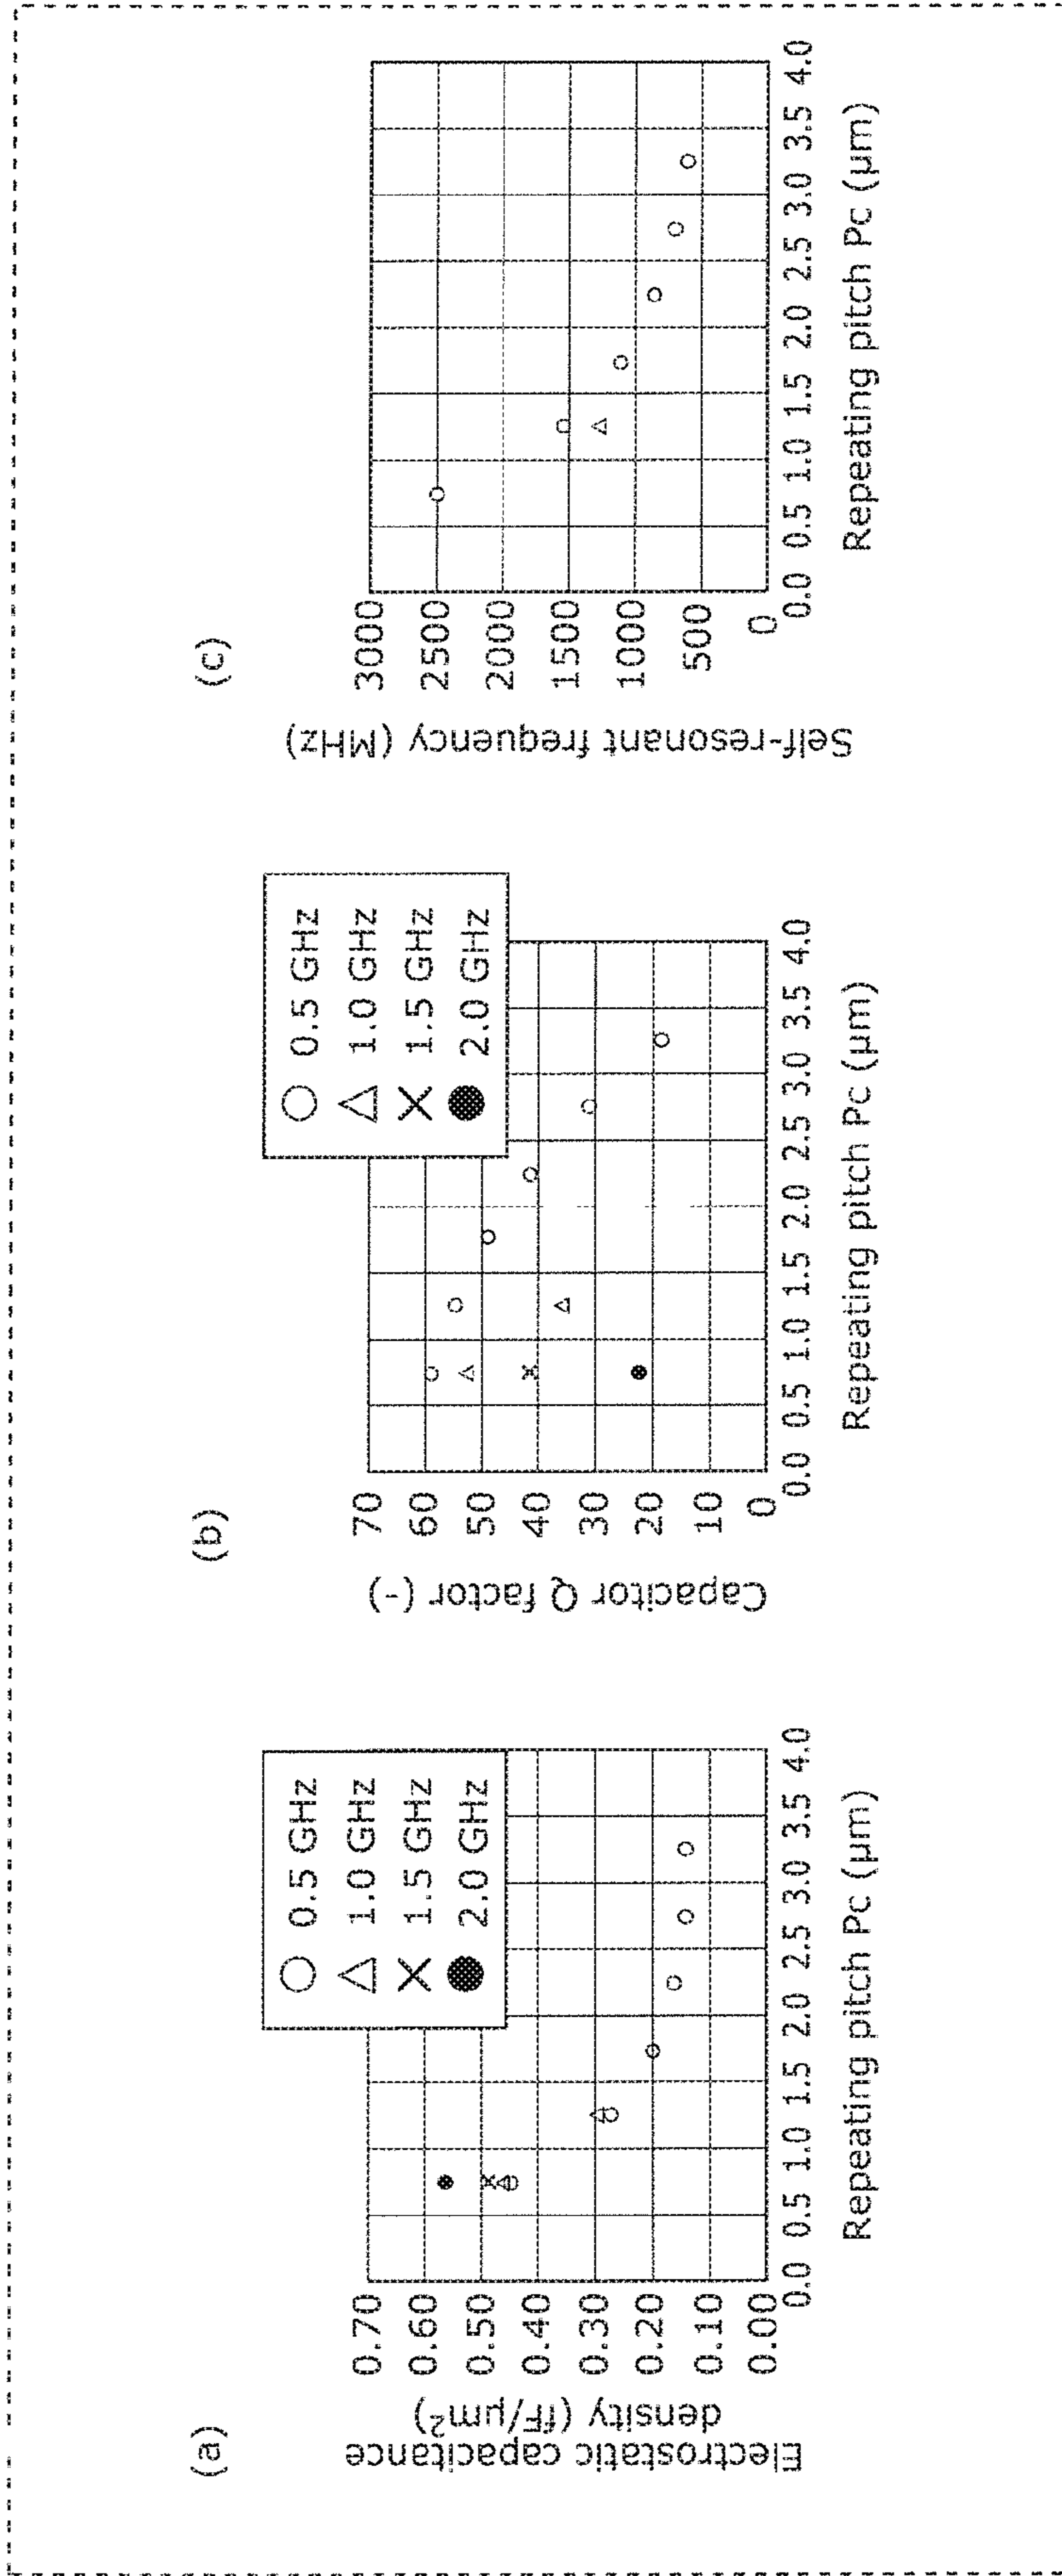 (a)
Electrostatic capacitance
density (fF/µm²)
0.70
0.60
0.50
0.40
0.30
0.20
0.10
0.00
0.0 0.5 1.0 1.5 2.0 2.5 3.0 3.5 4.0
Repeating pitch Pc (µm)
0.5 GHz
1.0 GHz
1.5 GHz
2.0 GHz
(b)
Capacitor Q factor (-)
70
60
50
40
30
20
10
0
0.0 0.5 1.0 1.5 2.0 2.5 3.0 3.5 4.0
Repeating pitch Pc (µm)
0.5 GHz
1.0 GHz
1.5 GHz
2.0 GHz
(c)
Self-resonant frequency (MHz)
3000
2500
2000
1500
1000
500
0
0.0 0.5 1.0 1.5 2.0 2.5 3.0 3.5 4.0
Repeating pitch Pc (µm)